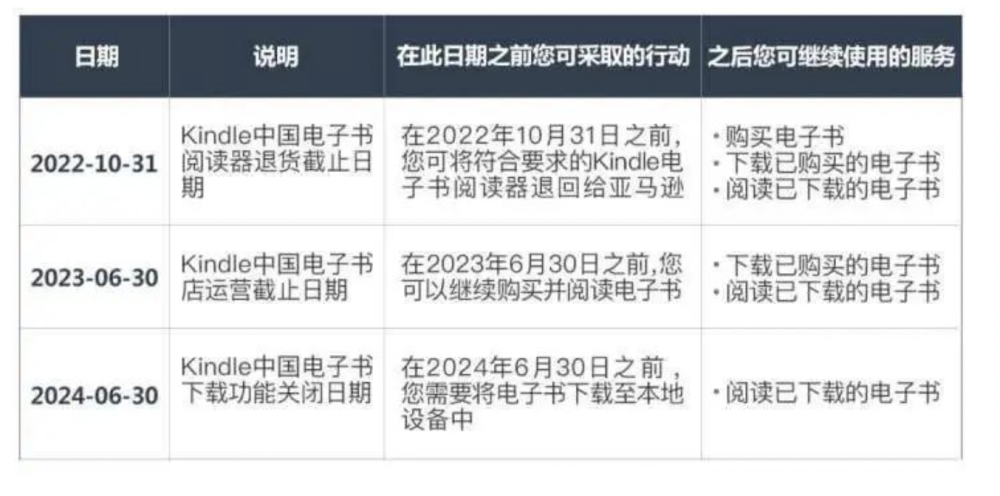 日期
说明
在此日期之前您可采取的行动
之后您可继续使用的服务
2022-10-31
Kindle中国电子书
阅读器退货截止日
期
在2022年10月31日之前,
您可将符合要求的Kindle电
子书阅读器退回给亚马逊
• 购买电子书
• 下载已购买的电子书
• 阅读已下载的电子书
2023-06-30
Kindle中国电子书
店运营截止日期
在2023年6月30日之前,您
可以继续购买并阅读电子书
• 下载已购买的电子书
• 阅读已下载的电子书
2024-06-30
Kindle中国电子书
下载功能关闭日期
在2024年6月30日之前,
您需要将电子书下载至本地
设备中
• 阅读已下载的电子书